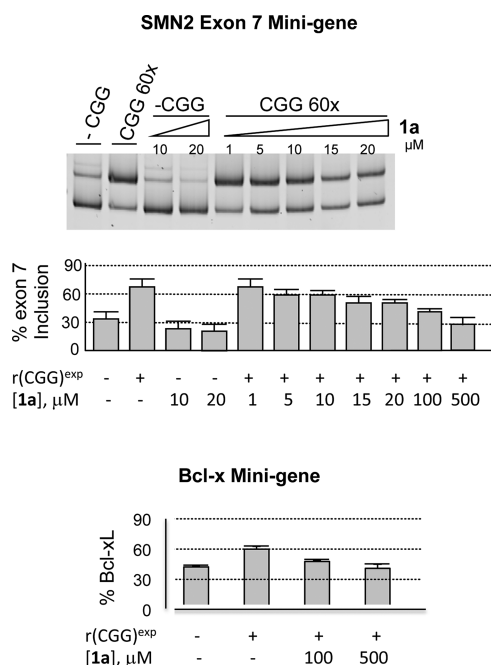 SMN2 Exon 7 Mini-gene
- CGG
CGG 60x
-CGG
CGG 60x
1a
10 20 1 5 10 15 20 μM
% exon 7 Inclusion
90
60
30
0
r(CGG)exp - + - - + + + + + + +
[1a], μM - - 10 20 1 5 10 15 20 100 500
Bcl-x Mini-gene
% Bcl-xL
90
60
30
0
r(CGG)exp - + + +
[1a], μM - - 100 500